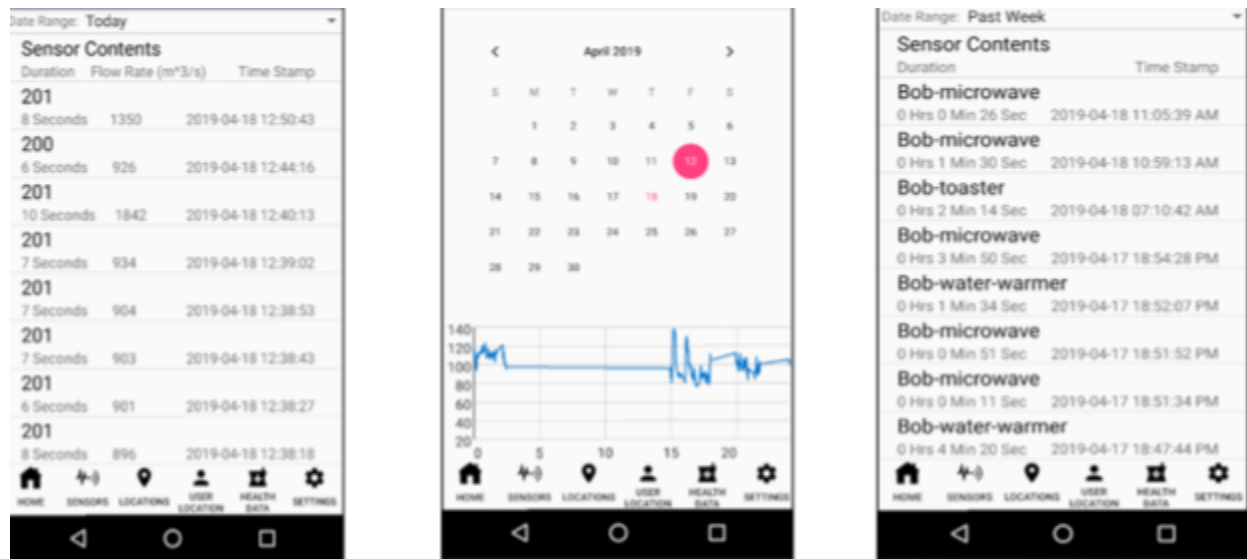 Date Range: Today
Sensor Contents
Duration Flow Rate (m^3/s) Time Stamp
201
8 Seconds 1350 2019-04-18 12:50:43
200
6 Seconds 926 2019-04-18 12:44:16
201
10 Seconds 1842 2019-04-18 12:40:13
201
7 Seconds 934 2019-04-18 12:39:02
201
7 Seconds 904 2019-04-18 12:38:53
201
7 Seconds 903 2019-04-18 12:38:43
201
6 Seconds 901 2019-04-18 12:38:27
201
8 Seconds 896 2019-04-18 12:38:18
HOME SENSORS LOCATIONS USER LOCATION HEALTH DATA SETTINGS
< April 2019 >
S M T W T F S
1 2 3 4 5 6
7 8 9 10 11 12 13
14 15 16 17 18 19 20
21 22 23 24 25 26 27
28 29 30
140
120
100
80
60
40
20
0 5 10 15 20
HOME SENSORS LOCATIONS USER LOCATION HEALTH DATA SETTINGS
Date Range: Past Week
Sensor Contents
Duration Time Stamp
Bob-microwave
0 Hrs 0 Min 26 Sec 2019-04-18 11:05:39 AM
Bob-microwave
0 Hrs 1 Min 30 Sec 2019-04-18 10:59:13 AM
Bob-toaster
0 Hrs 2 Min 14 Sec 2019-04-18 07:10:42 AM
Bob-microwave
0 Hrs 3 Min 50 Sec 2019-04-17 18:54:28 PM
Bob-water-warmer
0 Hrs 1 Min 34 Sec 2019-04-17 18:52:07 PM
Bob-microwave
0 Hrs 0 Min 51 Sec 2019-04-17 18:51:52 PM
Bob-microwave
0 Hrs 0 Min 11 Sec 2019-04-17 18:51:34 PM
Bob-water-warmer
0 Hrs 4 Min 20 Sec 2019-04-17 18:47:44 PM
HOME SENSORS LOCATIONS USER LOCATION HEALTH DATA SETTINGS